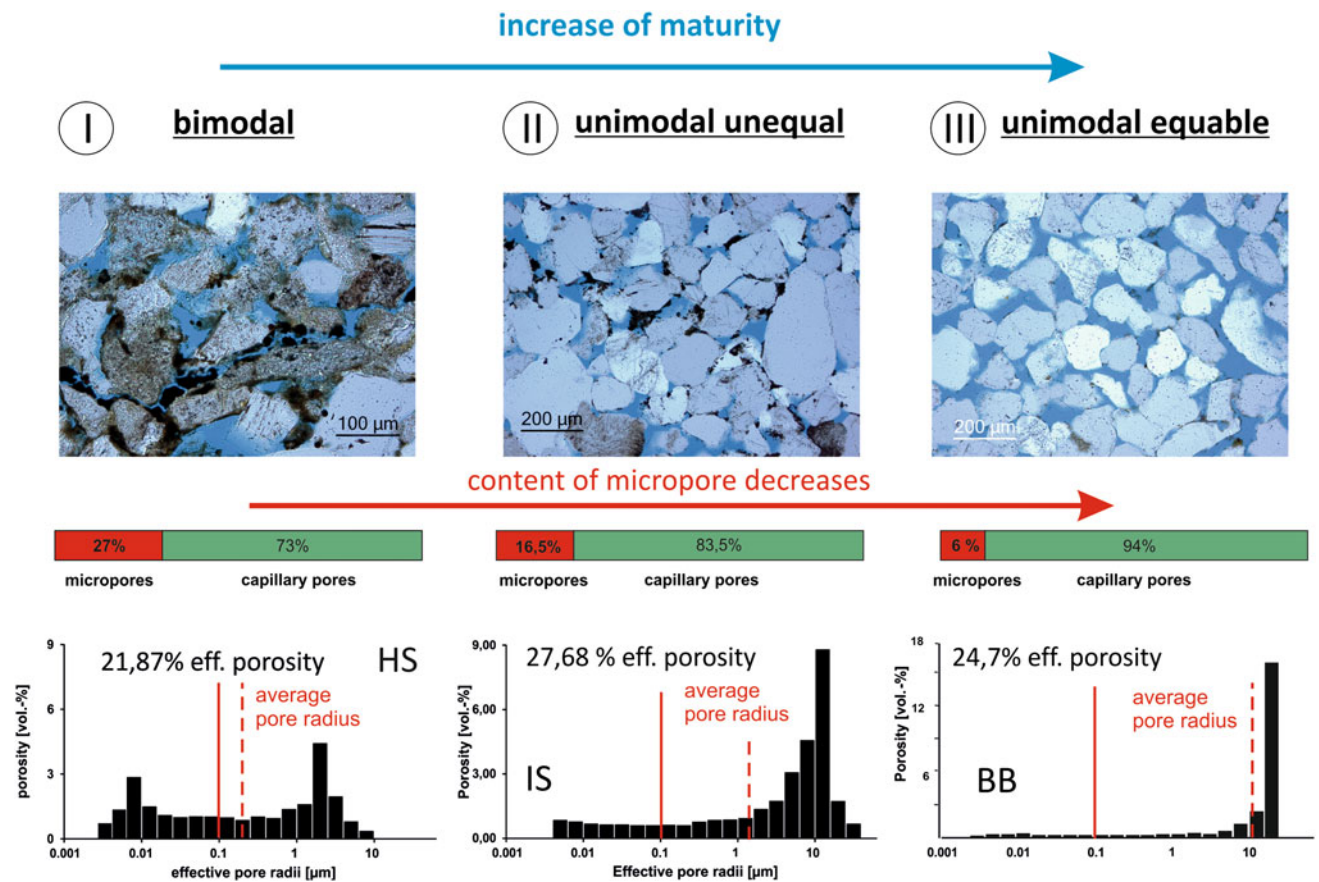 increase of maturity
I bimodal
II unimodal unequal
III unimodal equable
100 µm
200 µm
200 µm
content of micropore decreases
27% 73%
micropores capillary pores
16,5% 83,5%
micropores capillary pores
6 % 94%
micropores capillary pores
21,87% eff. porosity HS
average
pore radius
porosity [vol.-%]
9
6
3
0
0.001 0.01 0.1 1 10
effective pore radii [µm]
27,68 % eff. porosity
average
pore radius
IS
Porosity [vol.-%]
9,00
6,00
3,00
0,00
0.001 0.01 0.1 1 10
Effective pore radii [µm]
24,7% eff. porosity
average
pore radius
BB
Porosity [vol.-%]
18
15
12
6
0.001 0.01 0.1 10